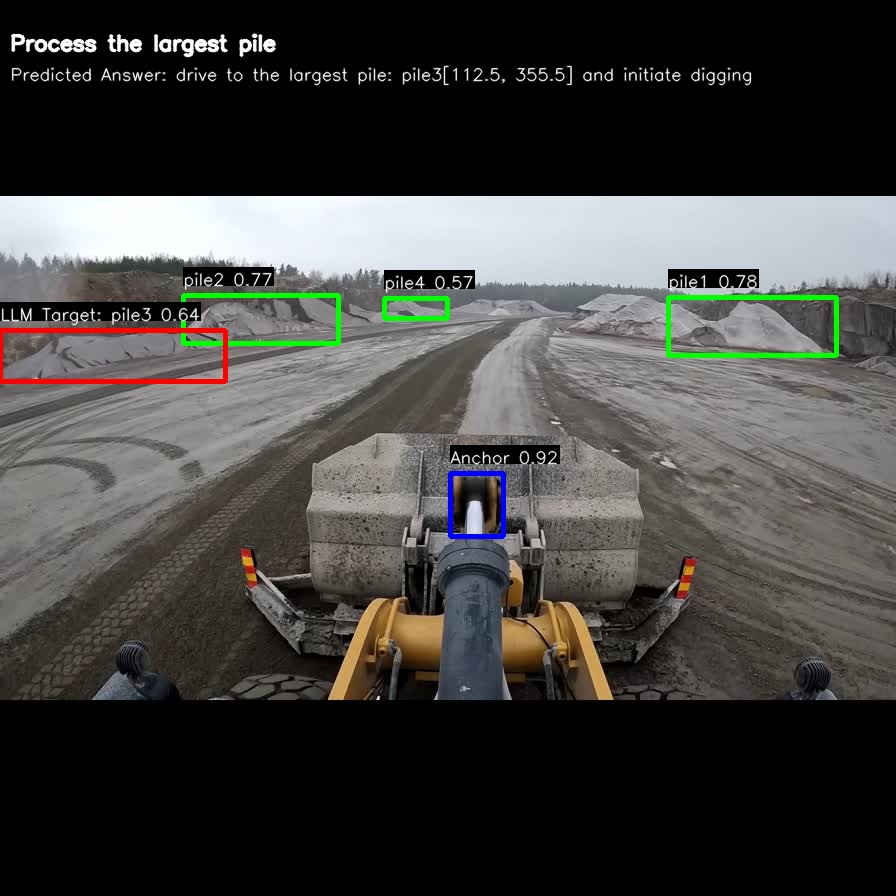 Process the largest pile
Predicted Answer: drive to the largest pile: pile3[112.5, 355.5] and initiate digging
pile2 0.77
pile4 0.57
pile1 0.78
LLM Target: pile3 0.64
Anchor 0.92